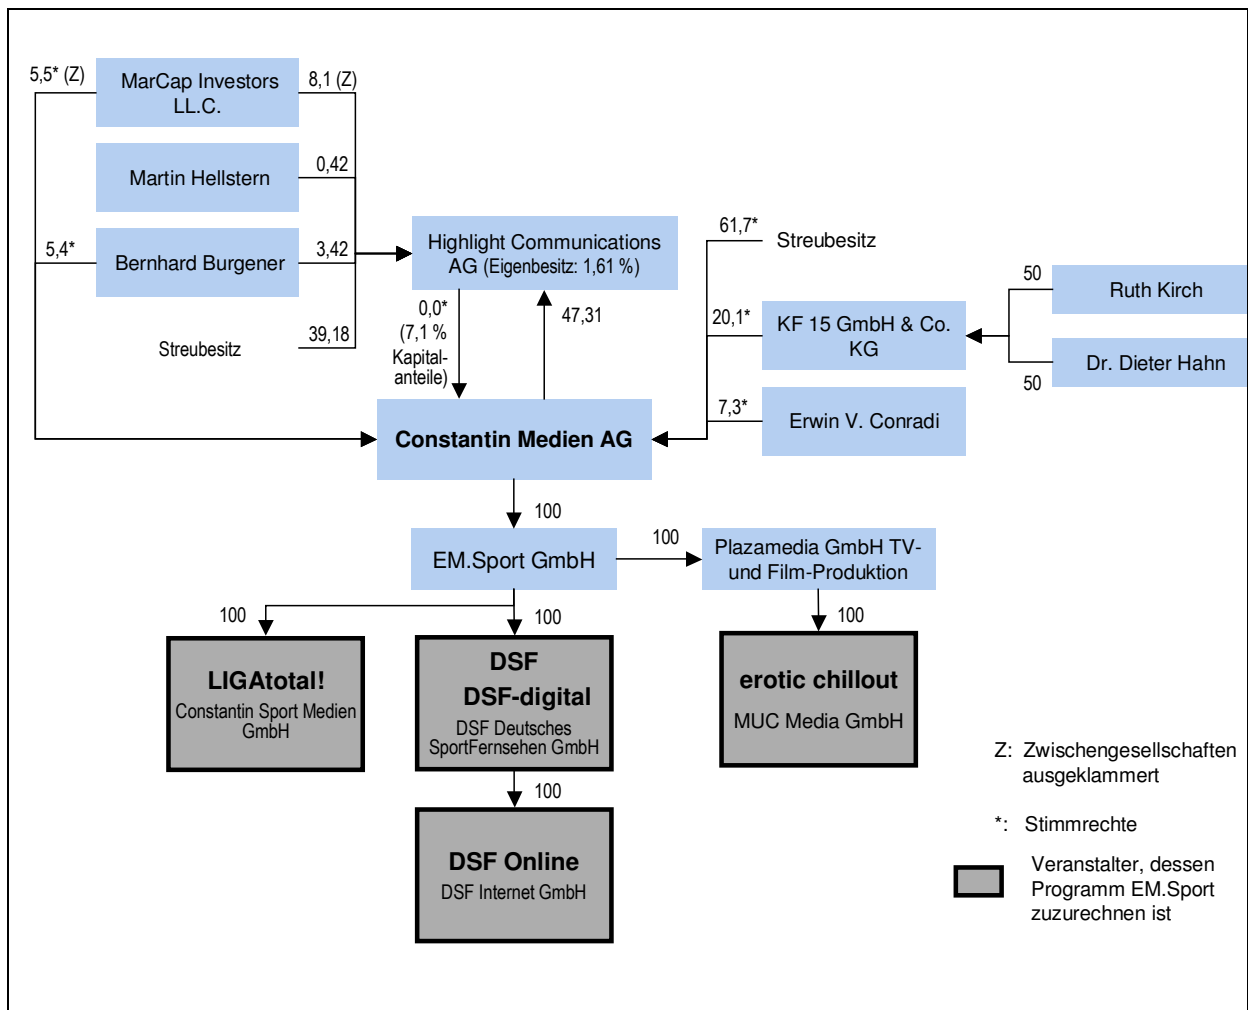 5,5* (Z)
MarCap Investors
LL.C.
8,1 (Z)
Martin Hellstern
0,42
5,4*
Bernhard Burgener
3,42
Streubesitz
39,18
Highlight Communications
AG (Eigenbesitz: 1,61 %)
0,0*
(7,1 %
Kapital-
anteile)
47,31
61,7*
Streubesitz
20,1*
KF 15 GmbH & Co.
KG
50
Ruth Kirch
Dr. Dieter Hahn
50
7,3*
Erwin V. Conradi
Constantin Medien AG
100
EM.Sport GmbH
100
Plazamedia GmbH TV-
und Film-Produktion
100
100
100
LIGAtotal!
Constantin Sport Medien
GmbH
DSF
DSF-digital
DSF Deutsches
SportFernsehen GmbH
erotic chillout
MUC Media GmbH
100
DSF Online
DSF Internet GmbH
Z: Zwischengesellschaften
ausgeklammert
*: Stimmrechte
Veranstalter, dessen
Programm EM.Sport
zuzurechnen ist